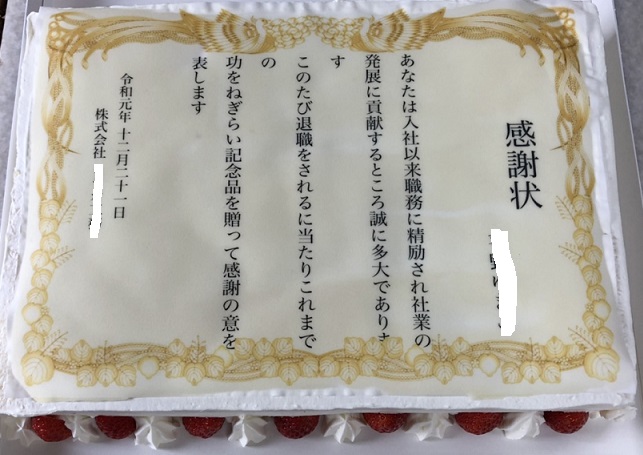 感謝状
あなたは入社以来職務に精励され社業の
発展に貢献するところ誠に多大でありま
す
このたび退職をされるに当たりこれまで
の
功をねぎらい記念品を贈って感謝の意を
表します
令和元年十二月二十一日
株式会社